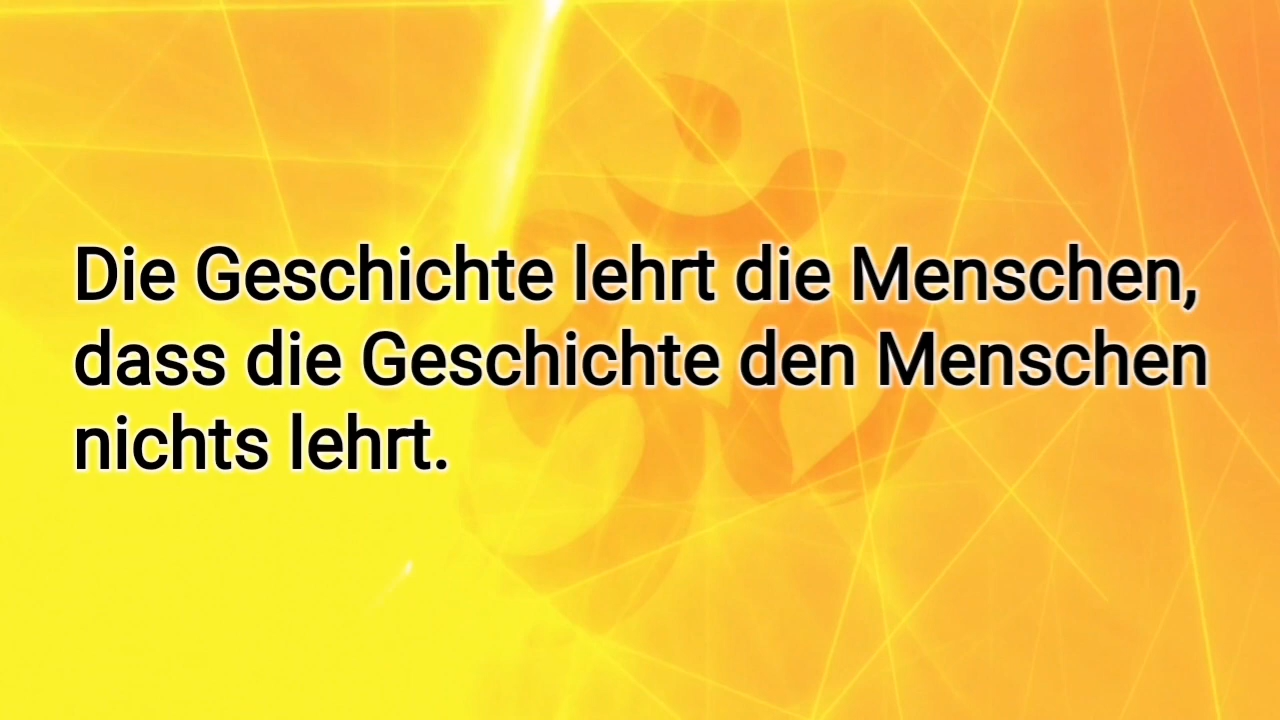 Die Geschichte lehrt die Menschen,
dass die Geschichte den Menschen
nichts lehrt.